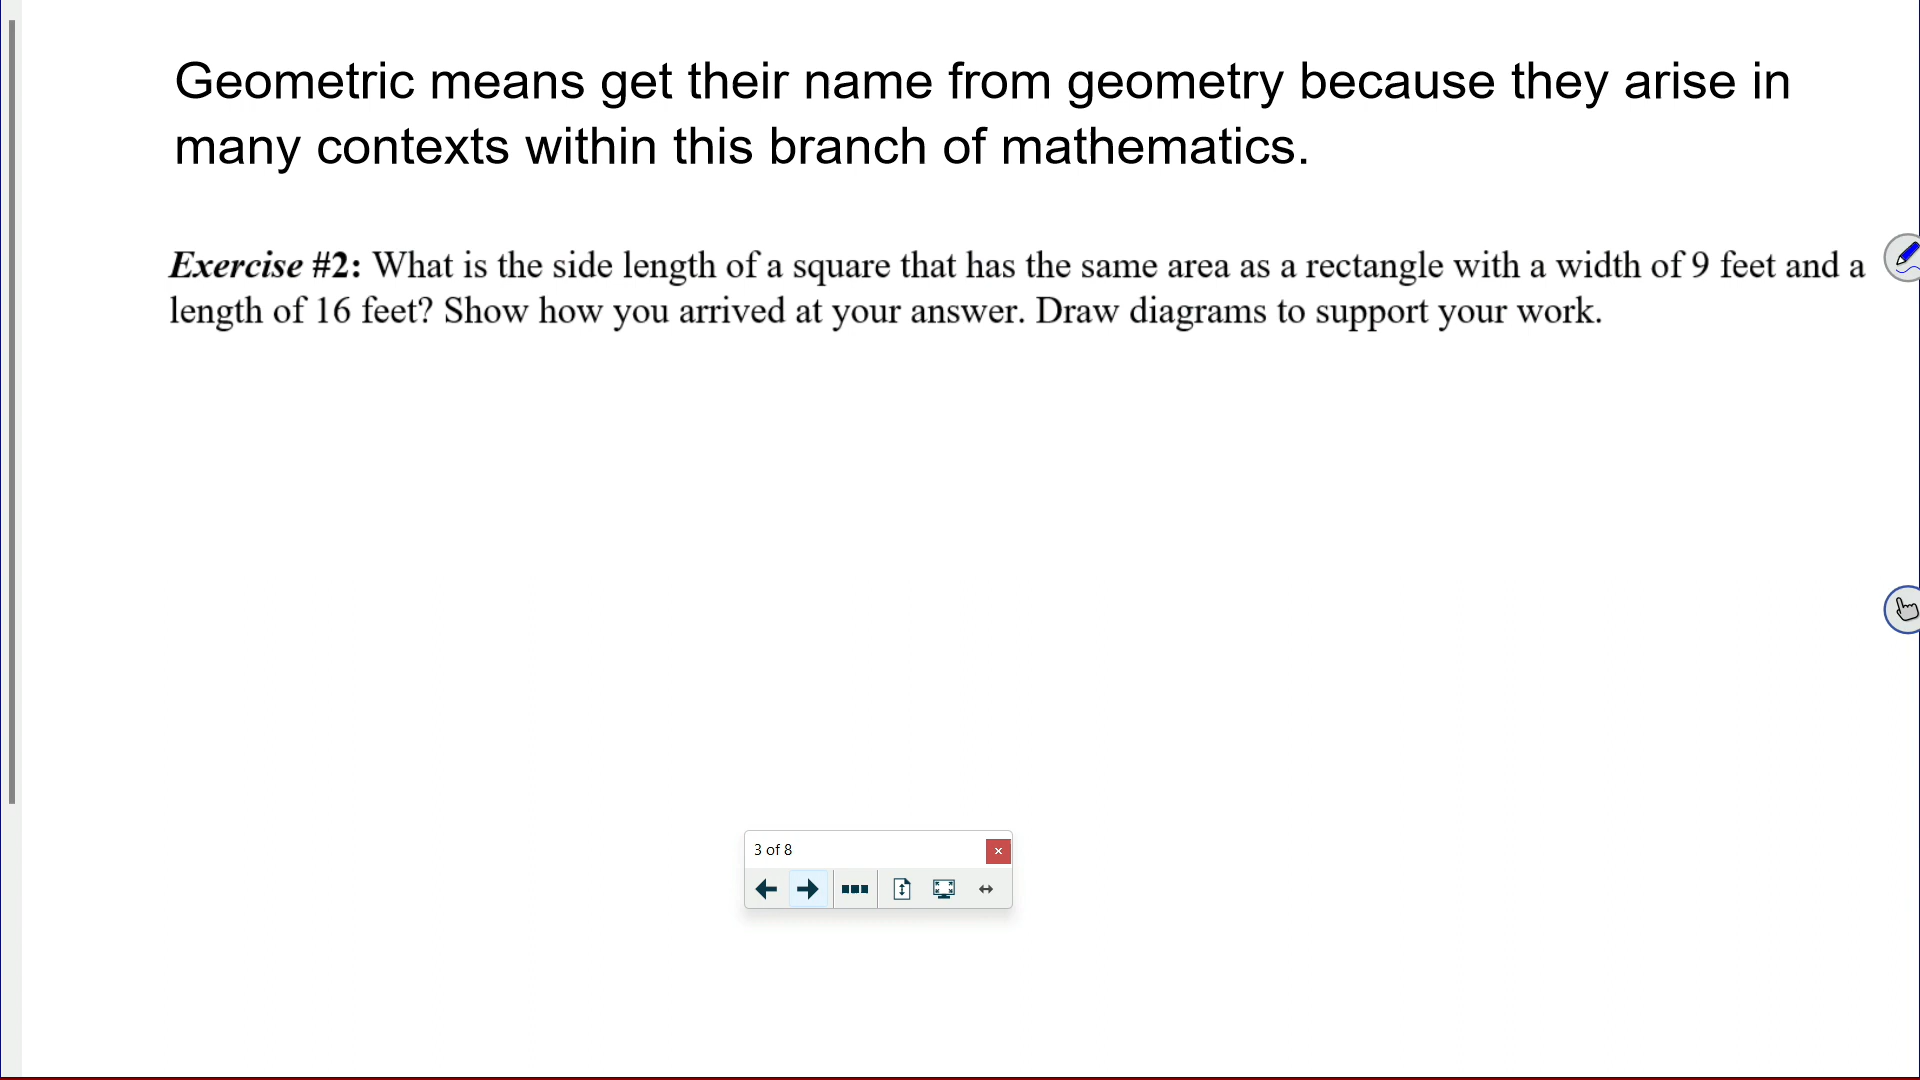 Geometric means get their name from geometry because they arise in
many contexts within this branch of mathematics.
Exercise #2: What is the side length of a square that has the same area as a rectangle with a width of 9 feet and a
length of 16 feet? Show how you arrived at your answer. Draw diagrams to support your work.
3 of 8